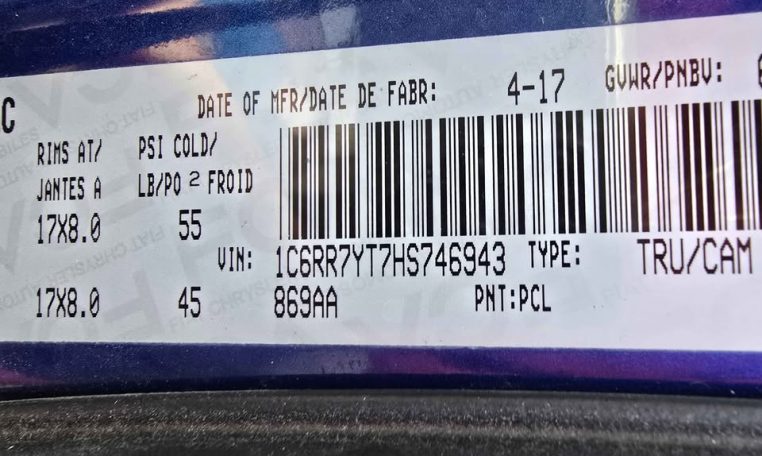 C
DATE OF MFR/DATE DE FABR: 4-17 GVWR/PNBV:
RIMS AT/ PSI COLD/
JANTES A LB/PO 2 FROID
17X8.0 55
VIN: 1C6RR7YT7HS746943 TYPE: TRU/CAM
17X8.0 45 869AA PNT:PCL